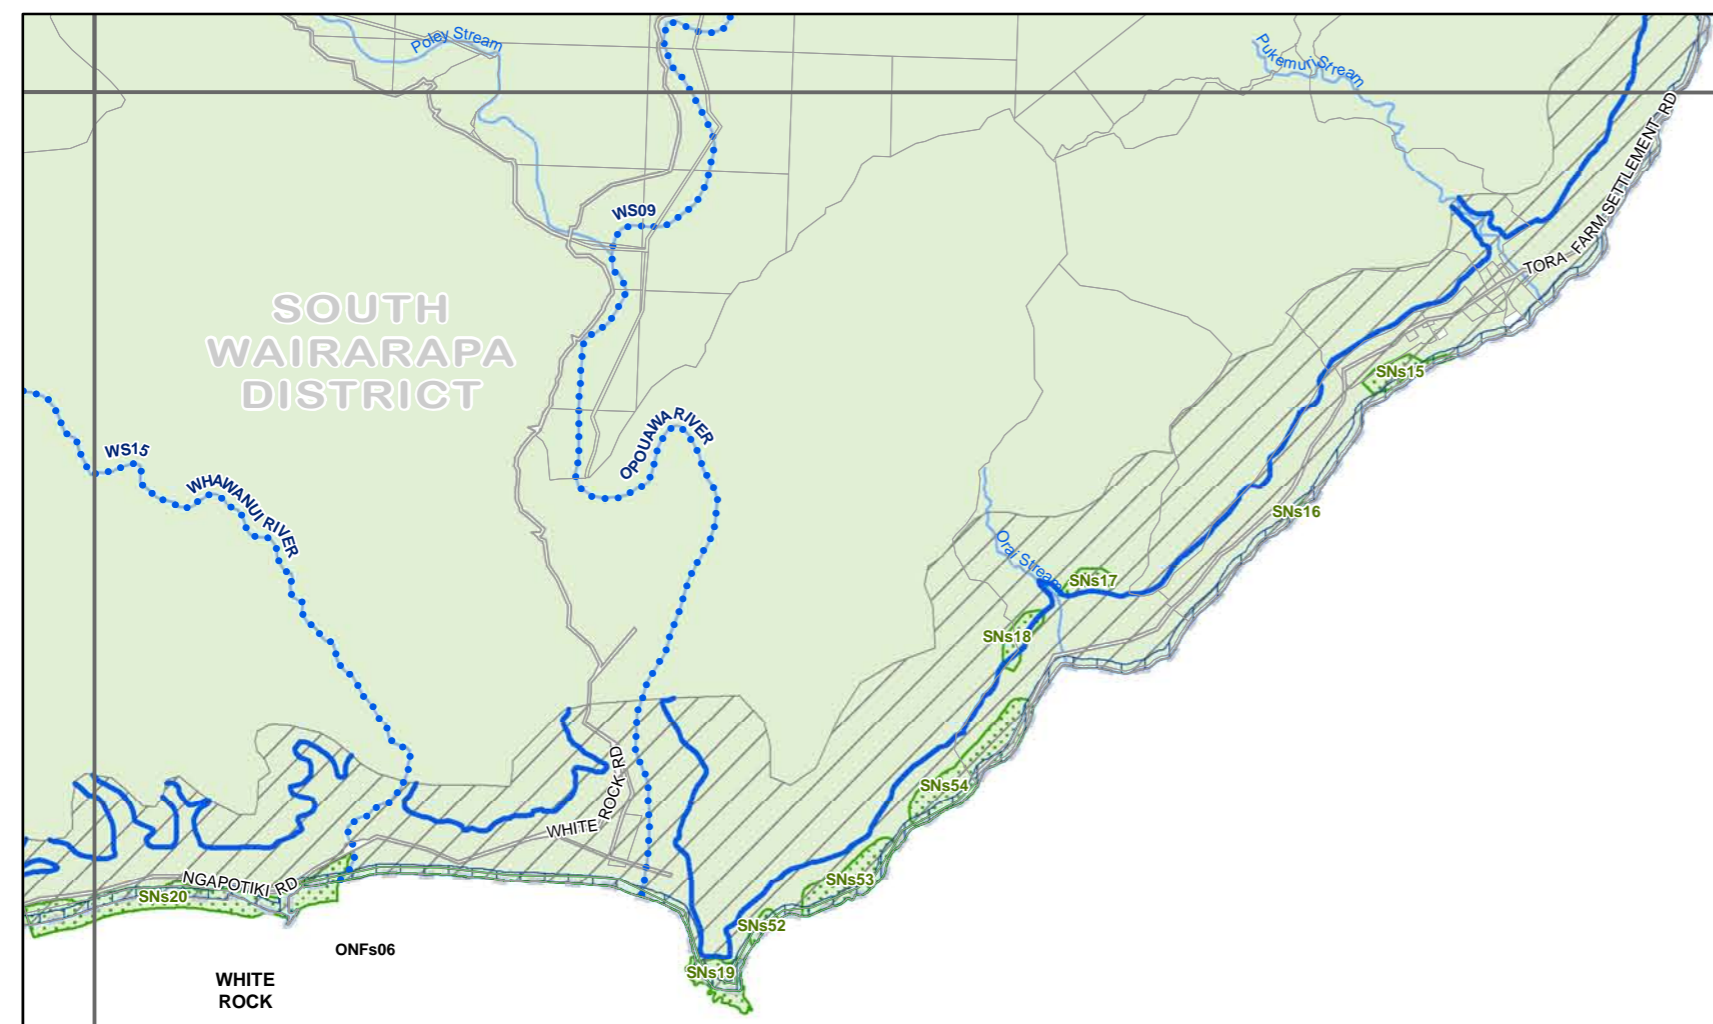 Poley Stream
Pukemuri Stream
TORA FARM SETTLEMENT RD
WS09
SOUTH
WAIRARAPA
DISTRICT
SNs15
OPOUAWA RIVER
WS15
WHAWANUI RIVER
SNs16
Orai Stream
SNs17
SNs18
WHITE ROCK RD
SNs54
NGAPOTIKI RD
SNs20
SNs53
SNs52
ONFs06
SNs19
WHITE
ROCK